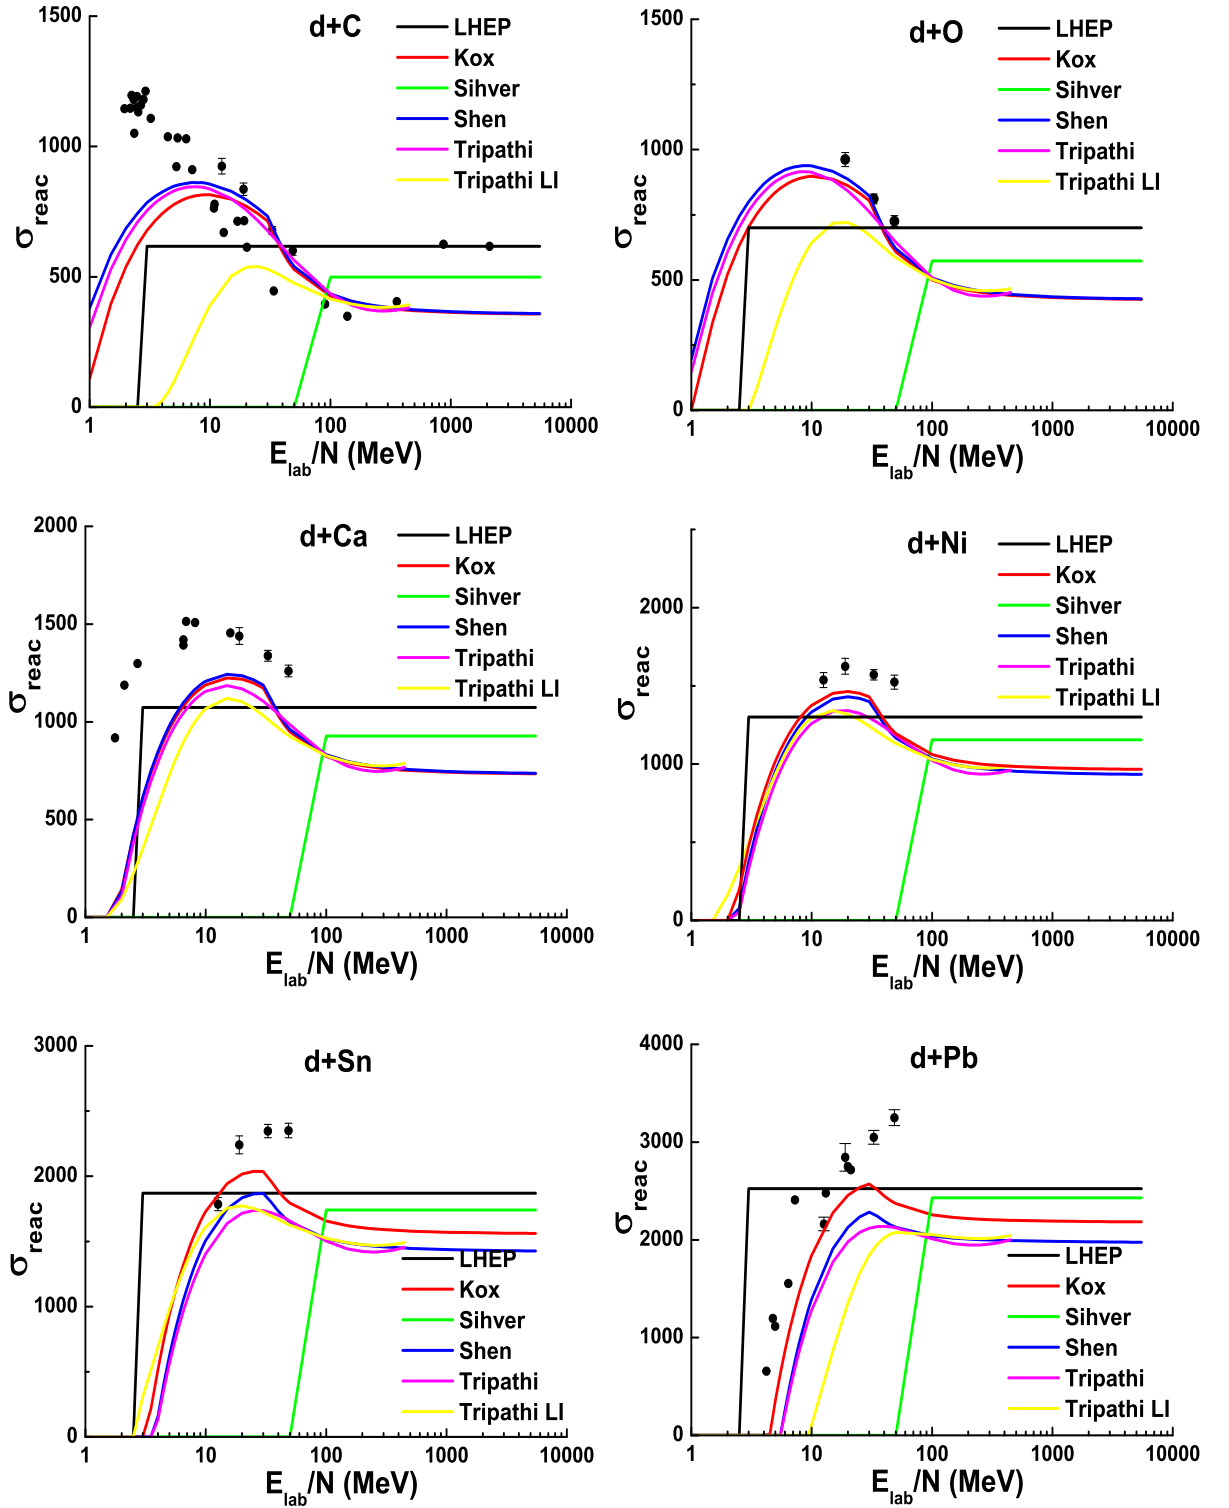 d+C
LHEP
Kox
Sihver
Shen
Tripathi
Tripathi LI
1500
1000
500
0
σreac
1 10 100 1000 10000
Elab/N (MeV)
d+O
LHEP
Kox
Sihver
Shen
Tripathi
Tripathi LI
1500
1000
500
0
σreac
1 10 100 1000 10000
Elab/N (MeV)
d+Ca
LHEP
Kox
Sihver
Shen
Tripathi
Tripathi LI
2000
1500
1000
500
0
σreac
1 10 100 1000 10000
Elab/N (MeV)
d+Ni
LHEP
Kox
Sihver
Shen
Tripathi
Tripathi LI
2000
1000
0
σreac
1 10 100 1000 10000
Elab/N (MeV)
d+Sn
3000
2000
1000
0
σreac
LHEP
Kox
Sihver
Shen
Tripathi
Tripathi LI
1 10 100 1000 10000
Elab/N (MeV)
d+Pb
4000
3000
2000
1000
0
σreac
LHEP
Kox
Sihver
Shen
Tripathi
Tripathi LI
1 10 100 1000 10000
Elab/N (MeV)